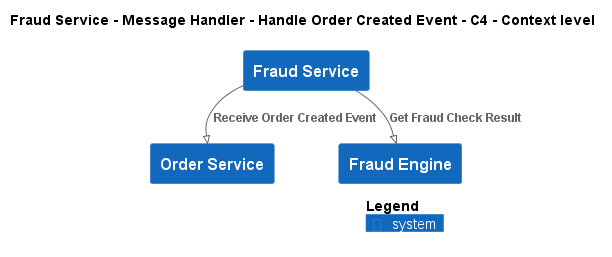 Fraud Service - Message Handler - Handle Order Created Event - C4 - Context level
Fraud Service
Receive Order Created Event
Get Fraud Check Result
Order Service
Fraud Engine
Legend
system